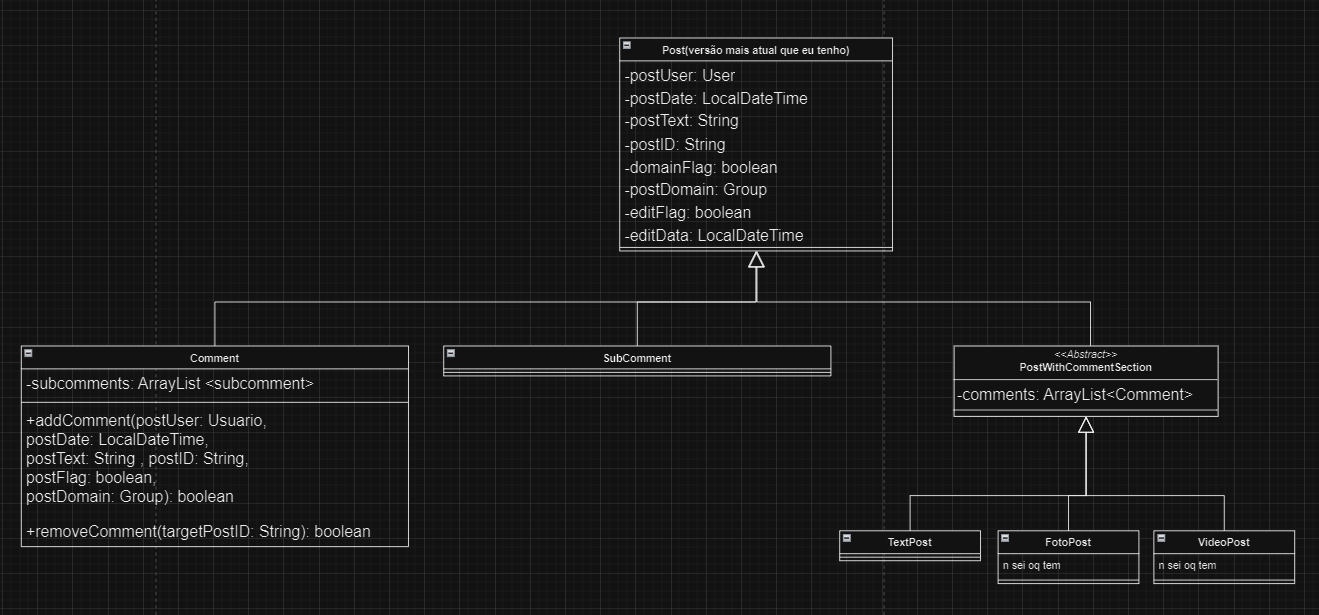 Post(versão mais atual que eu tenho)
-postUser: User
-postDate: LocalDateTime
-postText: String
-postID: String
-domainFlag: boolean
-postDomain: Group
-editFlag: boolean
-editData: LocalDateTime
Comment
-subcomments: ArrayList <subcomment>
+addComment(postUser: Usuario,
postDate: LocalDateTime,
postText: String , postID: String,
postFlag: boolean,
postDomain: Group): boolean
+removeComment(targetPostID: String): boolean
SubComment
<<Abstract>>
PostWithCommentSection
-comments: ArrayList<Comment>
TextPost
FotoPost
n sei oq tem
VideoPost
n sei oq tem